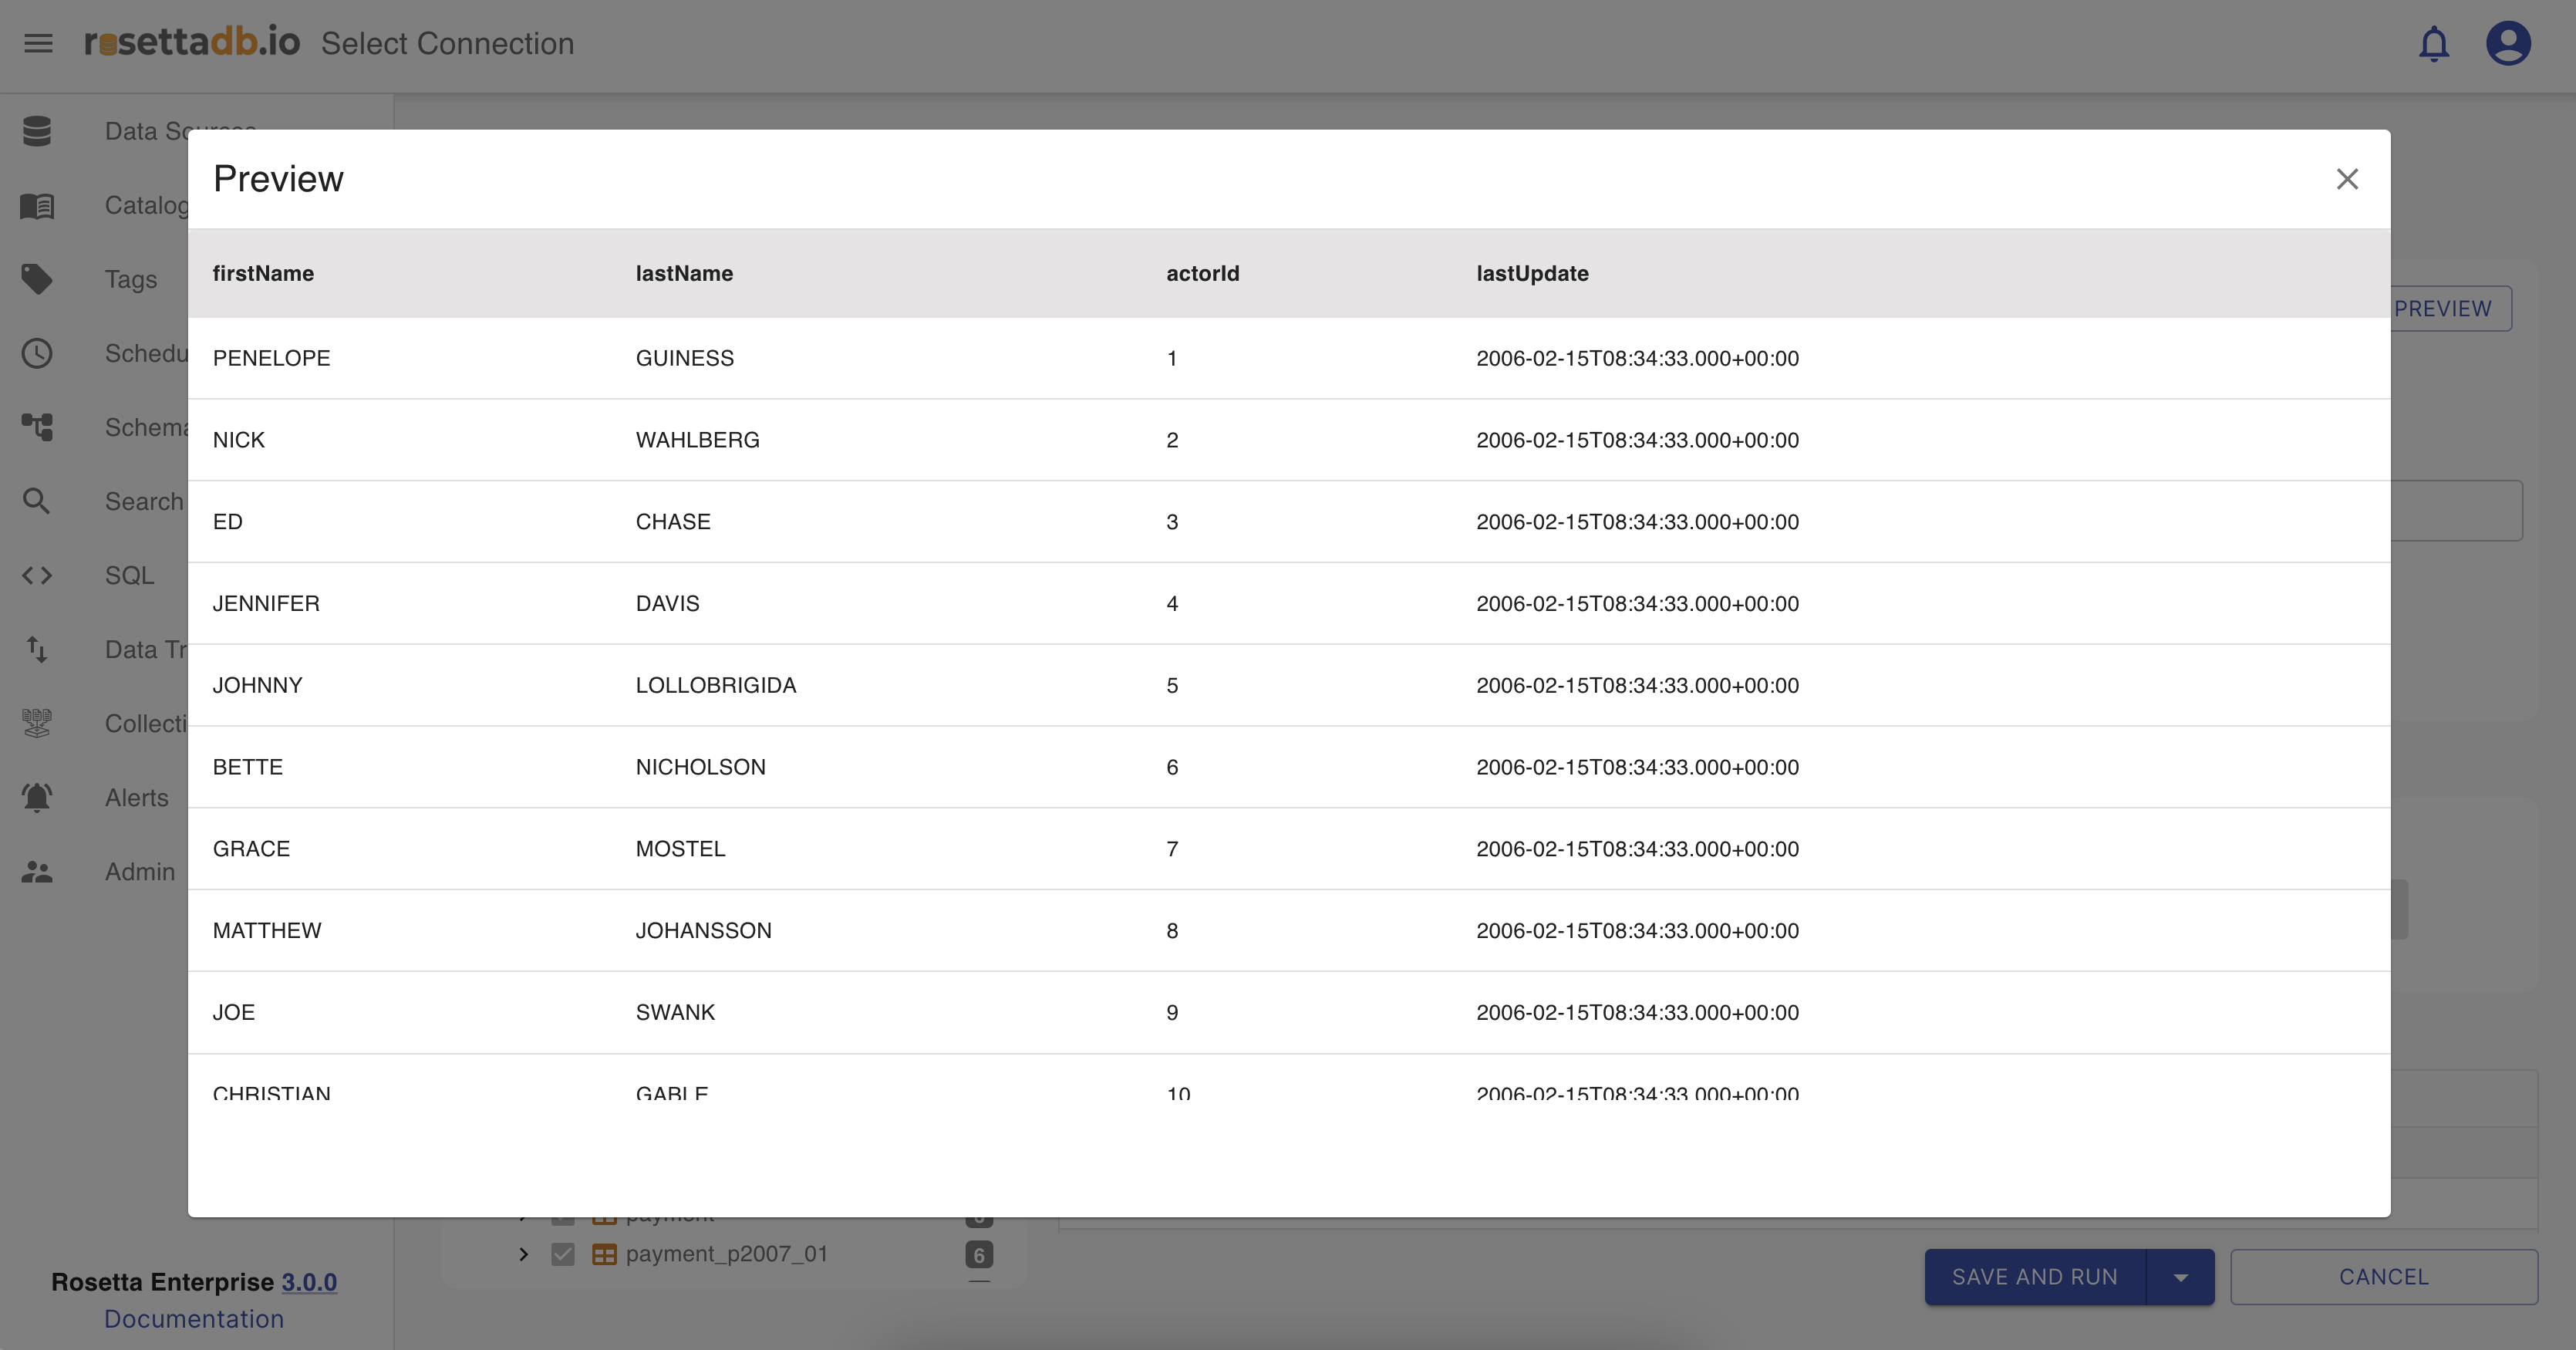 rosettadb.io Select Connection
Data Sources
Catalog
Tags
Schedu
Schema
Search
SQL
Data Tr
Collecti
Alerts
Admin
Rosetta Enterprise 3.0.0
Documentation
Preview
firstName lastName actorId lastUpdate
PENELOPE GUINESS 1 2006-02-15T08:34:33.000+00:00
NICK WAHLBERG 2 2006-02-15T08:34:33.000+00:00
ED CHASE 3 2006-02-15T08:34:33.000+00:00
JENNIFER DAVIS 4 2006-02-15T08:34:33.000+00:00
JOHNNY LOLLOBRIGIDA 5 2006-02-15T08:34:33.000+00:00
BETTE NICHOLSON 6 2006-02-15T08:34:33.000+00:00
GRACE MOSTEL 7 2006-02-15T08:34:33.000+00:00
MATTHEW JOHANSSON 8 2006-02-15T08:34:33.000+00:00
JOE SWANK 9 2006-02-15T08:34:33.000+00:00
CHRISTIAN GABLE 10 2006-02-15T08:34:33.000+00:00
PREVIEW
payment
payment_p2007_01 6
SAVE AND RUN
CANCEL